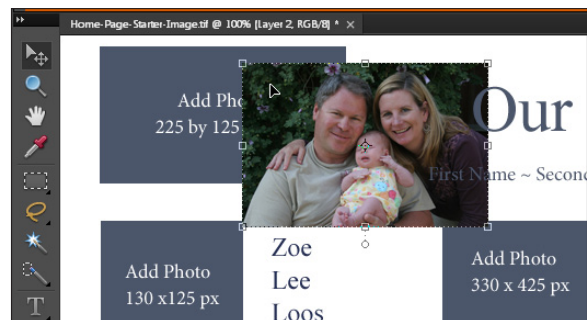 Home-Page-Starter-Image.tif @ 100% (Layer 2, RGB/8) * ×
Add Pho
225 by 125
Our
First Name ~ Second
Zoe
Lee
Loos
Add Photo
130 x125 px
Add Photo
330 x 425 px
T